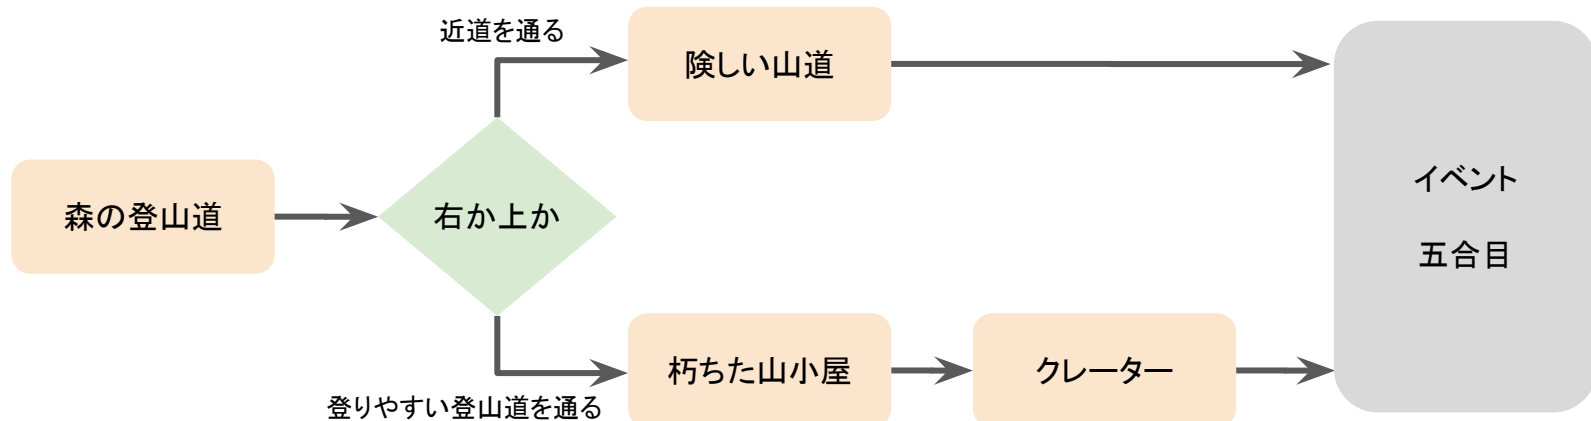 近道を通る
険しい山道
森の登山道
右か上か
イベント
五合目
朽ちた山小屋
クレーター
登りやすい登山道を通る